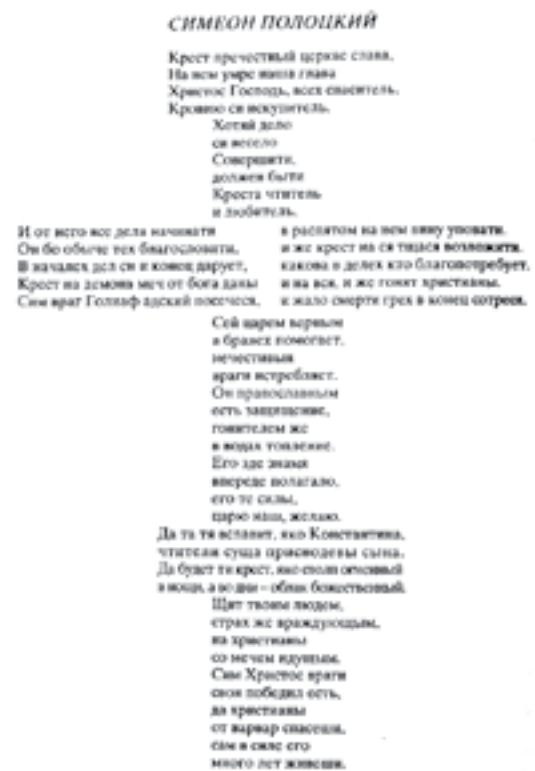 СИМЕОН ПОЛОЦКИЙ
Крест пречестный церкве слава,
На нем умре наша глава
Христос Господь, всех спаситель,
Кровию си искупитель.
Хотяй дело
си весело
Совершити,
должен быти
Креста чтитель
и любитель,
И от него все дела начинати
в распятом на нем вину уповати.
Он бо обыче тех благословити,
и же крест на ся тщася возложити.
В началех дел си и конец дарует,
какова в делех кто благопотребует.
Крест на демона меч от бога даны
и на вся, и же гонит христианы.
Сим враг Голиаф адский посечеся,
и жало смерти грех в конец сотреся.
Сей царем верным
в бранех помогает,
нечестивыя
враги истребляет.
Он православным
есть защищение,
гонителем же
в водах топление.
Его зде знамя
впереде полагаю,
его те силы,
царю наш, желаю.
Да та тя вславит, яко Константина,
чтителя суща приснодевы сына.
Да будет ти крест, яко столп огненный
в нощи, а во дни – облак божественный,
Щит твоим людем,
страх же враждующым,
на христианы
со мечем идущым.
Сим Христос враги
своя победил есть,
да христианы
от варвар спасеши,
сам в силе его
много лет живеши.